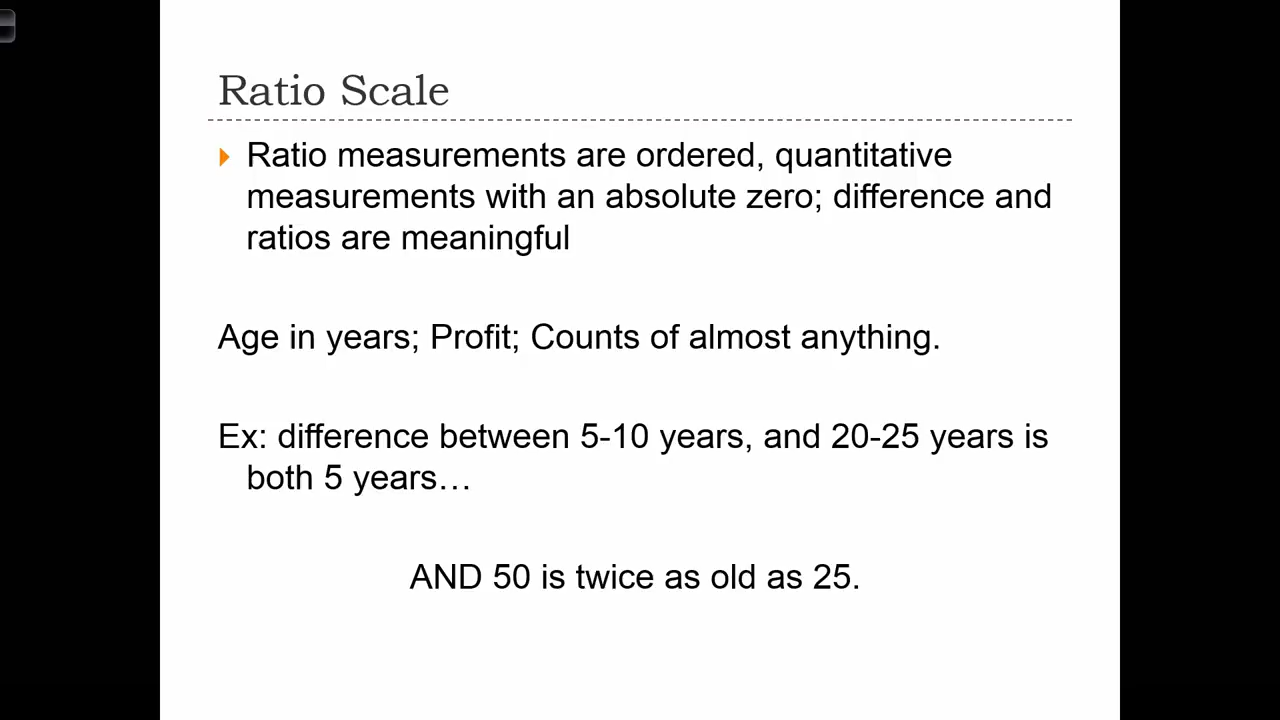 Ratio Scale
Ratio measurements are ordered, quantitative
measurements with an absolute zero; difference and
ratios are meaningful
Age in years; Profit; Counts of almost anything.
Ex: difference between 5-10 years, and 20-25 years is
both 5 years…
AND 50 is twice as old as 25.